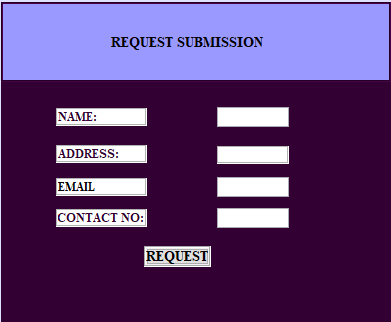 REQUEST SUBMISSION
NAME:
ADDRESS:
EMAIL
CONTACT NO:
REQUEST